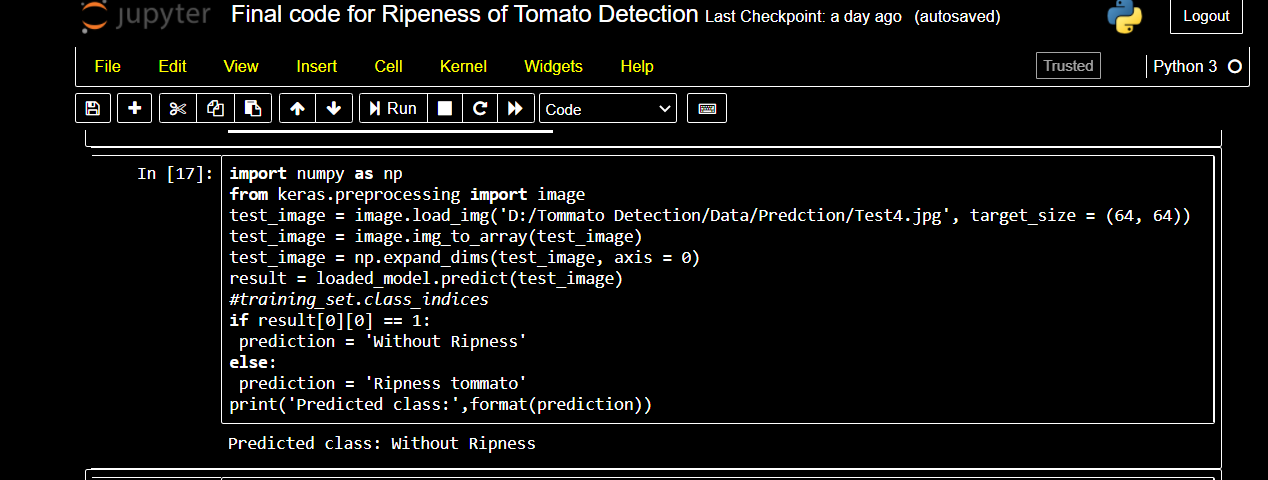 jupyter Final code for Ripeness of Tomato Detection Last Checkpoint: a day ago (autosaved) Logout
File Edit View Insert Cell Kernel Widgets Help Trusted Python 3
Run Code
In [17]: import numpy as np
from keras.preprocessing import image
test_image = image.load_img('D:/Tommato Detection/Data/Predction/Test4.jpg', target_size = (64, 64))
test_image = image.img_to_array(test_image)
test_image = np.expand_dims(test_image, axis = 0)
result = loaded_model.predict(test_image)
#training_set.class_indices
if result[0][0] == 1:
 prediction = 'Without Ripness'
else:
 prediction = 'Ripness tommato'
print('Predicted class:',format(prediction))
Predicted class: Without Ripness